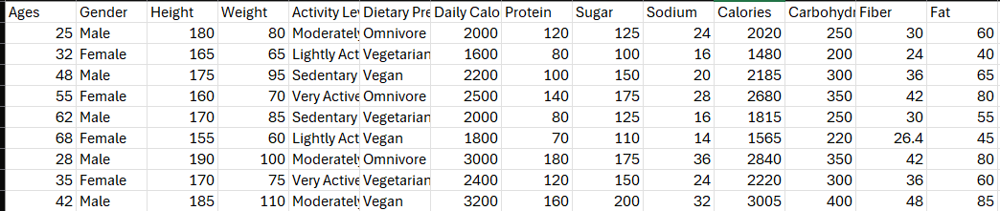 Ages Gender Height Weight Activity Lev Dietary Pre Daily Calo Protein Sugar Sodium Calories Carbohydr Fiber Fat
25 Male 180 80 Moderately Omnivore 2000 120 125 24 2020 250 30 60
32 Female 165 65 Lightly Act Vegetarian 1600 80 100 16 1480 200 24 40
48 Male 175 95 Sedentary Vegan 2200 100 150 20 2185 300 36 65
55 Female 160 70 Very Active Omnivore 2500 140 175 28 2680 350 42 80
62 Male 170 85 Sedentary Vegetarian 2000 80 125 16 1815 250 30 55
68 Female 155 60 Lightly Act Vegan 1800 70 110 14 1565 220 26.4 45
28 Male 190 100 Moderately Omnivore 3000 180 175 36 2840 350 42 80
35 Female 170 75 Very Active Vegetarian 2400 120 150 24 2220 300 36 60
42 Male 185 110 Moderately Vegan 3200 160 200 32 3005 400 48 85